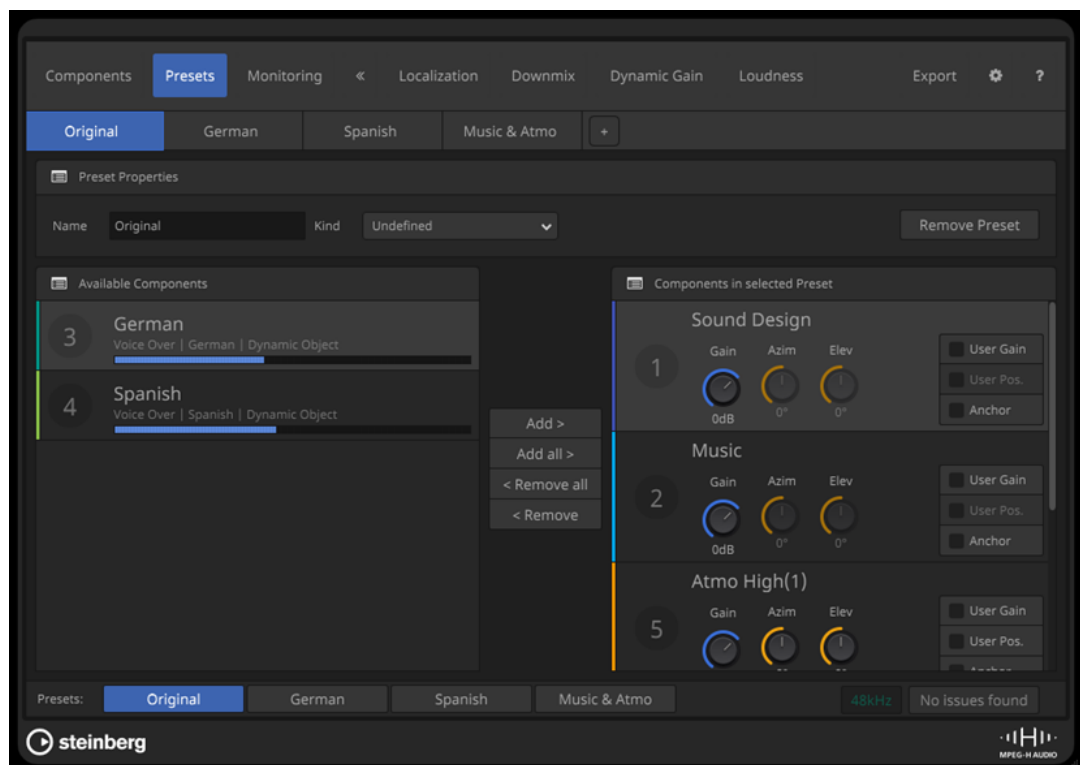 Components Presets Monitoring « Localization Downmix Dynamic Gain Loudness Export ?
Original German Spanish Music & Atmo +
Preset Properties
Name Original Kind Undefined Remove Preset
Available Components
3 German
Voice Over | German | Dynamic Object
4 Spanish
Voice Over | Spanish | Dynamic Object
Add >
Add all >
< Remove all
< Remove
Components in selected Preset
Sound Design
1
Gain Azim Elev
0dB 0° 0°
User Gain
User Pos.
Anchor
Music
2
Gain Azim Elev
0dB 0° 0°
User Gain
User Pos.
Anchor
Atmo High(1)
5
Gain Azim Elev
User Gain
User Pos.
Presets: Original German Spanish Music & Atmo 48kHz No issues found
steinberg
MPEG-H AUDIO